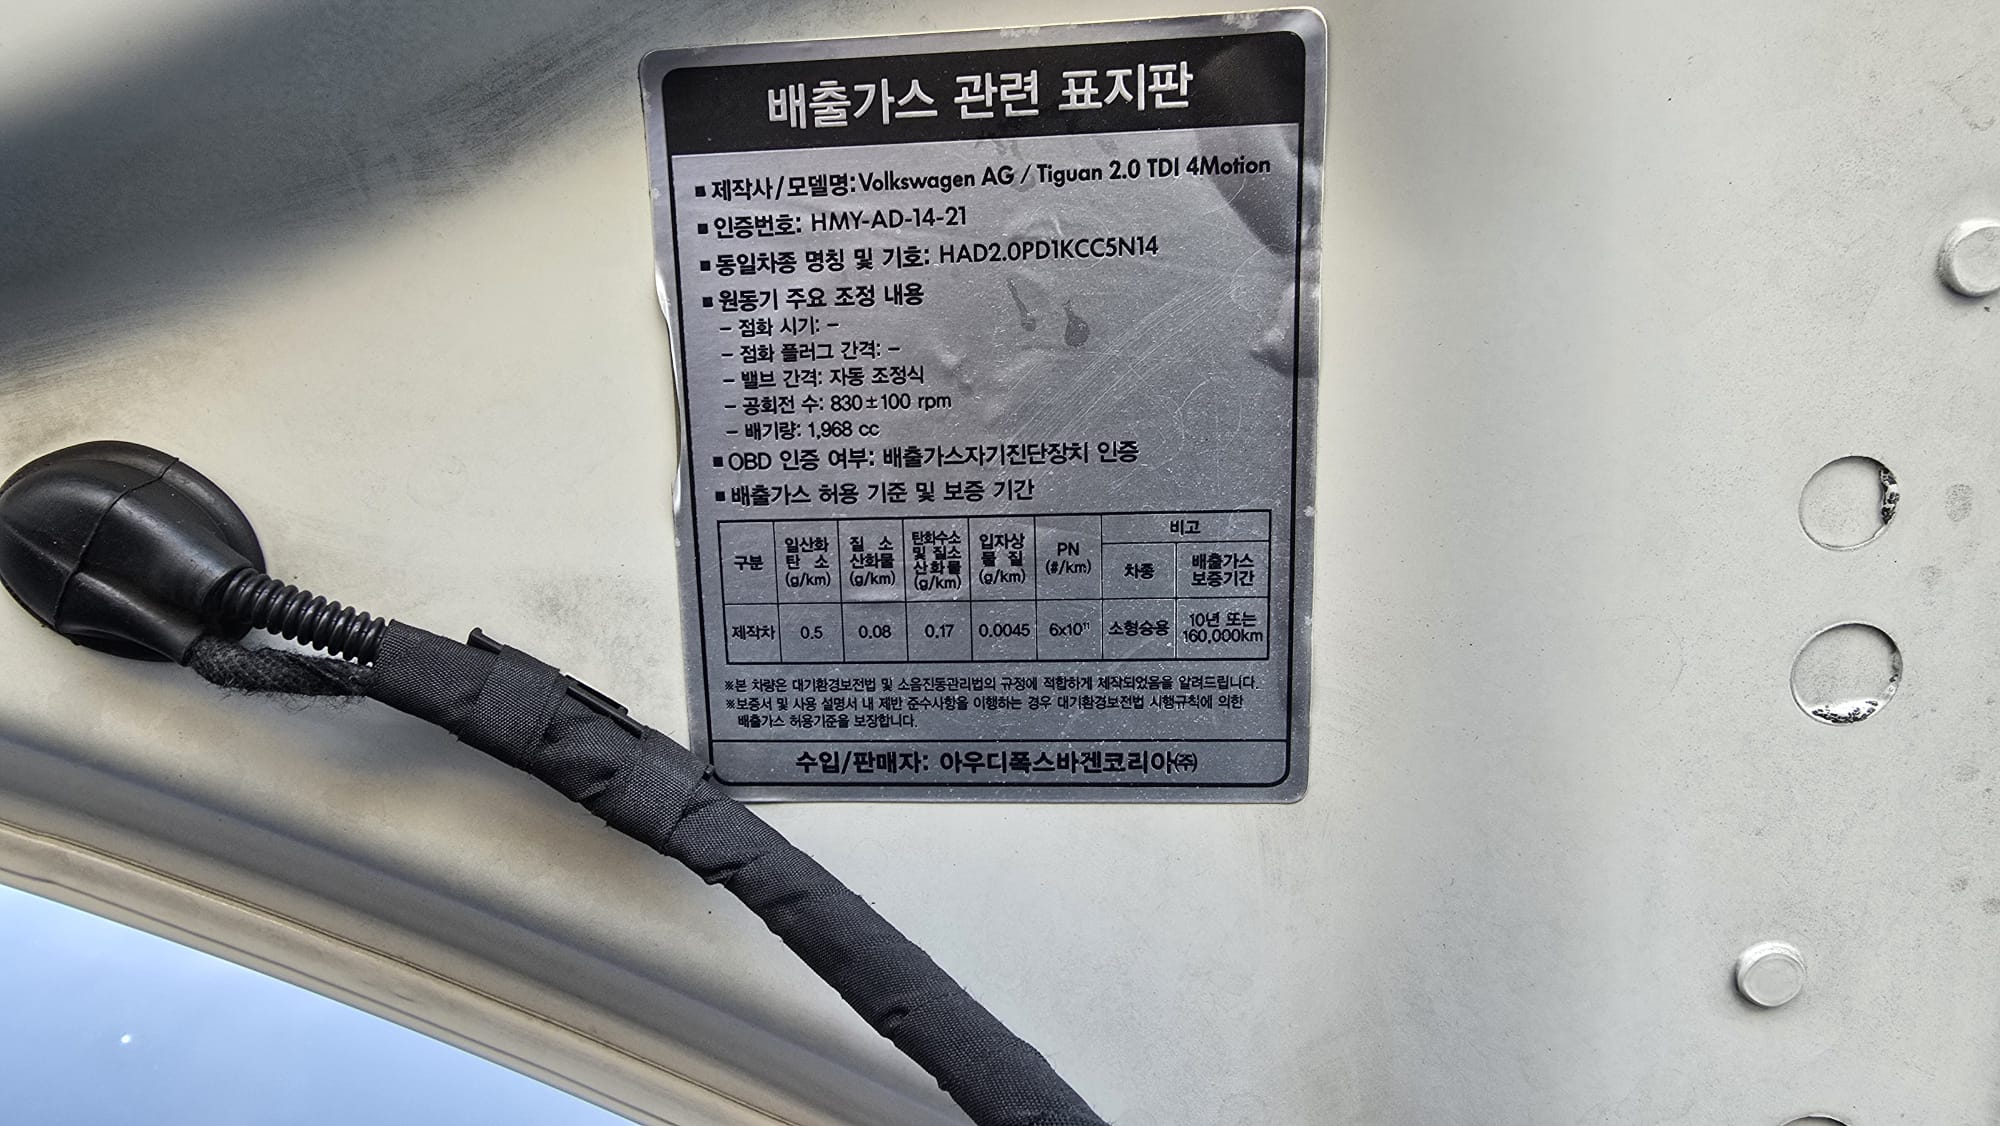 배출가스 관련 표지판
■ 제작사/모델명: Volkswagen AG / Tiguan 2.0 TDI 4Motion
■ 인증번호: HMY-AD-14-21
■ 동일차종 명칭 및 기호: HAD2.0PD1KCC5N14
■ 원동기 주요 조정 내용
– 점화 시기: –
– 점화 플러그 간격: –
– 밸브 간격: 자동 조정식
– 공회전 수: 830±100 rpm
– 배기량: 1,968 cc
■ OBD 인증 여부: 배출가스자기진단장치 인증
■ 배출가스 허용 기준 및 보증 기간
구분 일산화 탄 소 (g/km) 질 소 산화물 (g/km) 탄화수소 및 질소 산화물 (g/km) 입자상 물 질 (g/km) PN (#/km) 비고
차종 배출가스 보증기간
제작차 0.5 0.08 0.17 0.0045 6x10¹¹ 소형승용 10년 또는 160,000km
※본 차량은 대기환경보전법 및 소음진동관리법의 규정에 적합하게 제작되었음을 알려드립니다.
※보증서 및 사용 설명서 내 제반 준수사항을 이행하는 경우 대기환경보전법 시행규칙에 의한
배출가스 허용기준을 보장합니다.
수입/판매자: 아우디폭스바겐코리아㈜